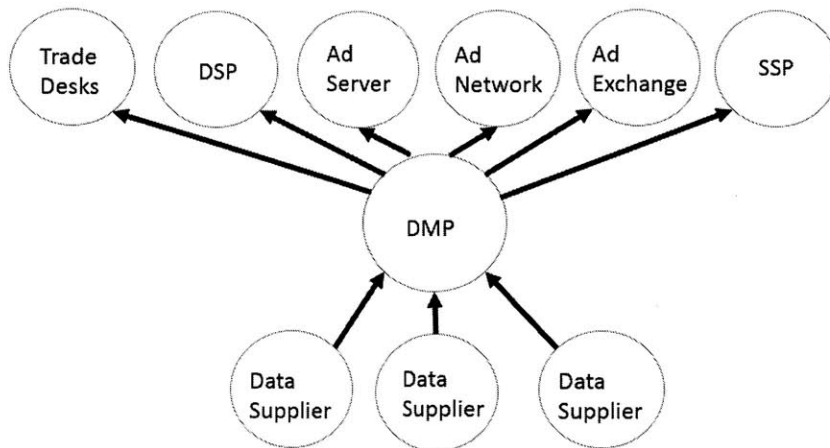 Trade
Desks
DSP
Ad
Server
Ad
Network
Ad
Exchange
SSP
DMP
Data
Supplier
Data
Supplier
Data
Supplier